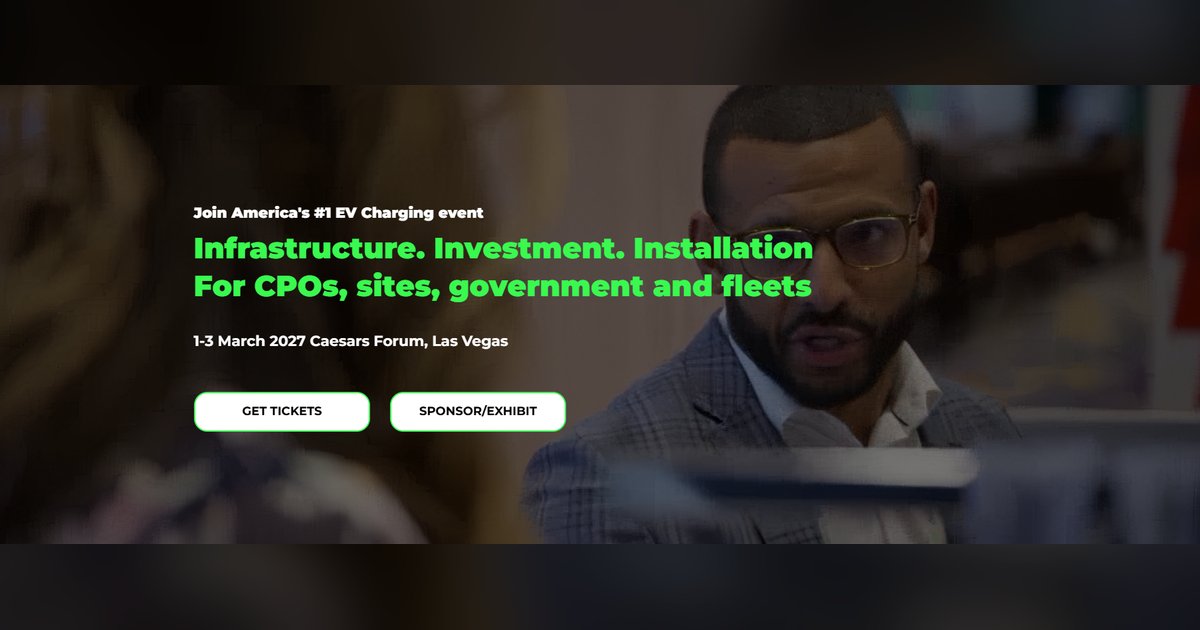 Join America's #1 EV Charging event
Infrastructure. Investment. Installation
For CPOs, sites, government and fleets
1-3 March 2027 Caesars Forum, Las Vegas
GET TICKETS
SPONSOR/EXHIBIT